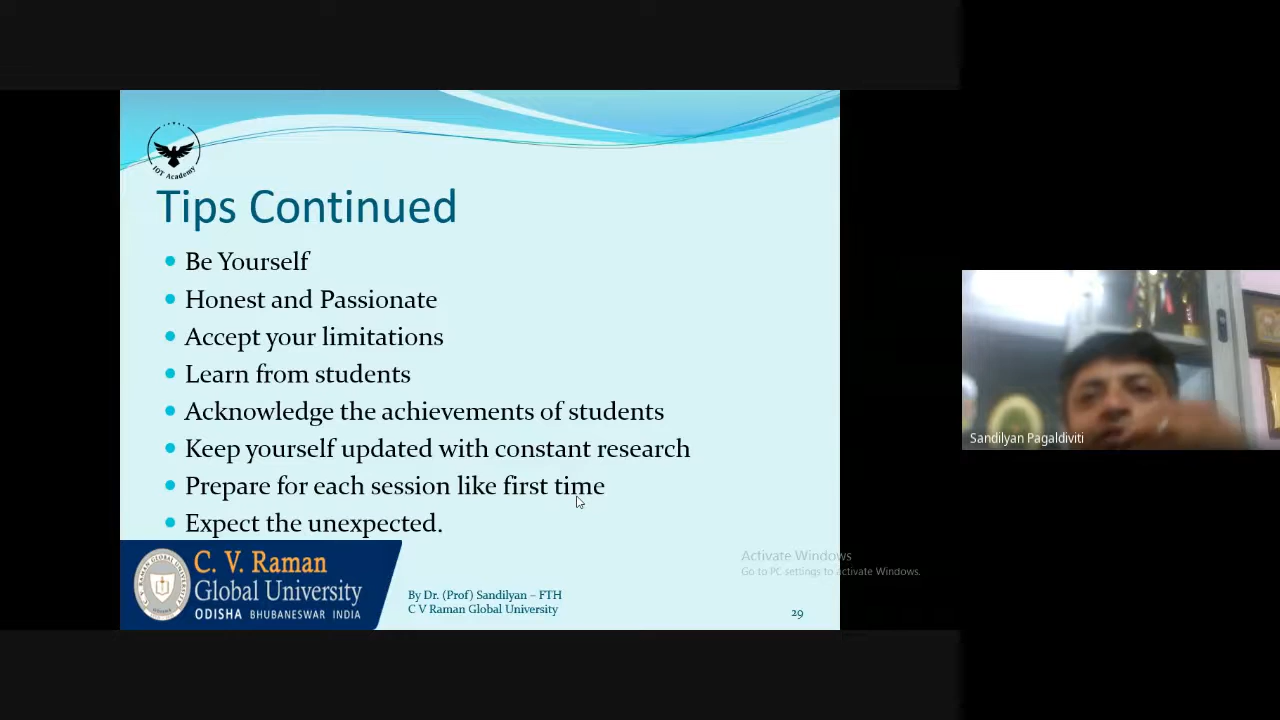 IOT Academy
Tips Continued
Be Yourself
Honest and Passionate
Accept your limitations
Learn from students
Acknowledge the achievements of students
Keep yourself updated with constant research
Prepare for each session like first time
Expect the unexpected.
C. V. Raman
Global University
ODISHA BHUBANESWAR INDIA
By Dr. (Prof) Sandilyan – FTH
C V Raman Global University
29
Activate Windows
Go to PC settings to activate Windows.
Sandilyan Pagaldiviti